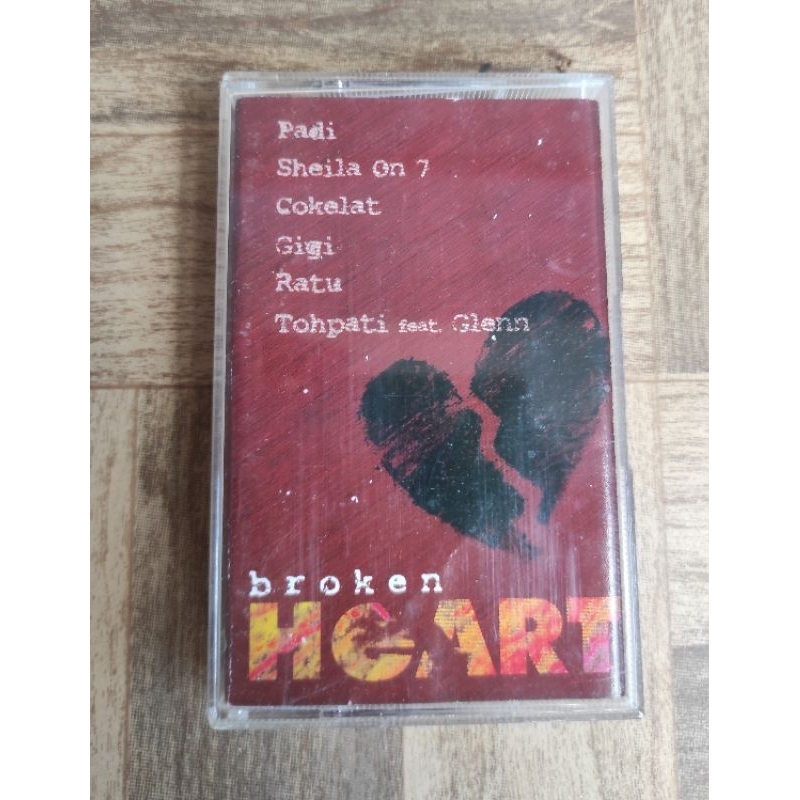 Padi
Sheila On 7
Cokelat
Gigi
Ratu
Tohpati feat. Glenn
broken
HeART